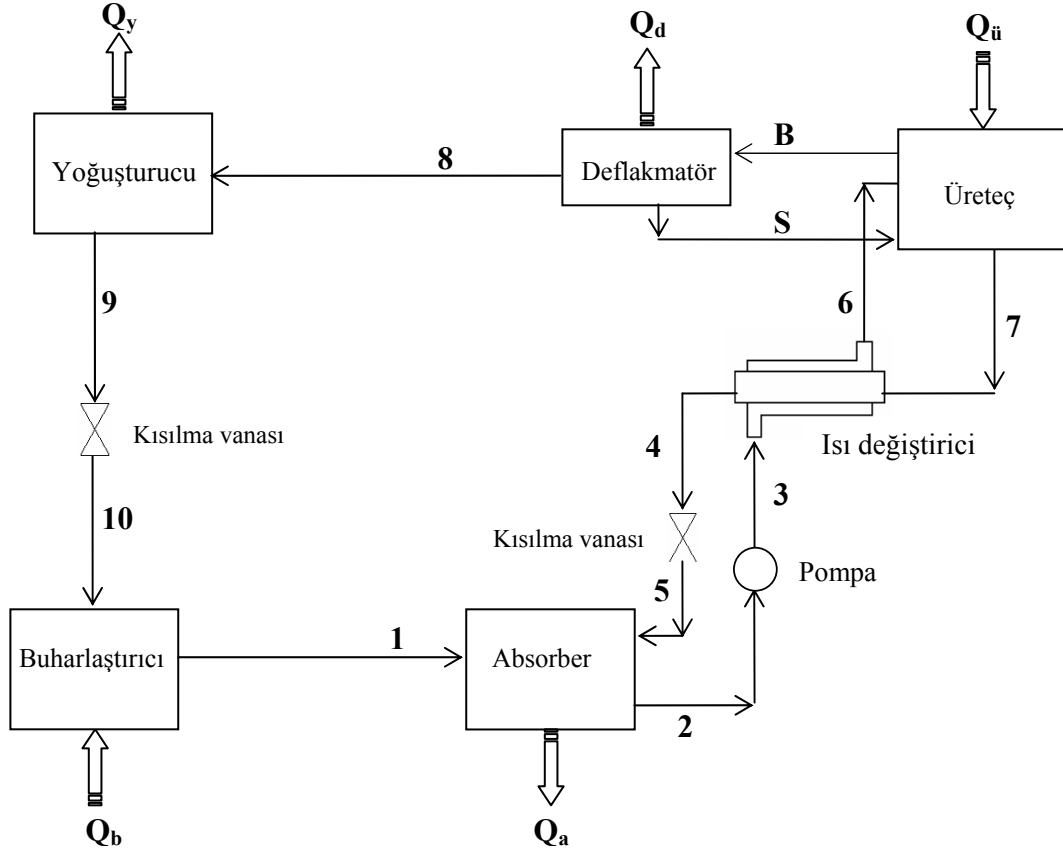 Qy
Qd
Qü
Yoğuşturucu
8
Deflakmatör
B
Üreteç
S
9
6
7
Kısılma vanası
4
Isı değiştirici
3
10
Kısılma vanası
Pompa
5
Buharlaştırıcı
1
Absorber
2
Qb
Qa